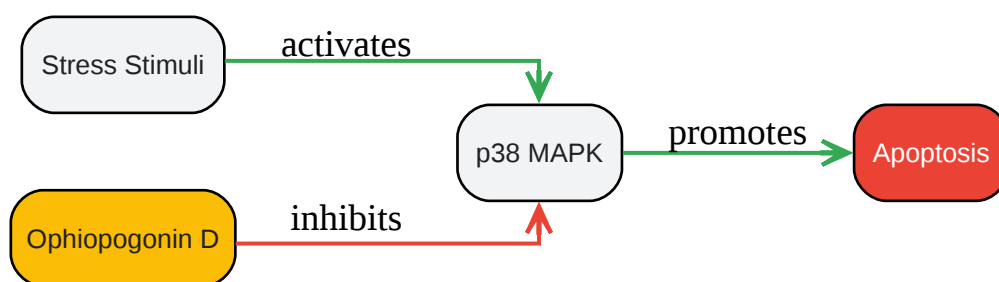 Stress Stimuli
activates
p38 MAPK
promotes
Apoptosis
Ophiopogonin D
inhibits